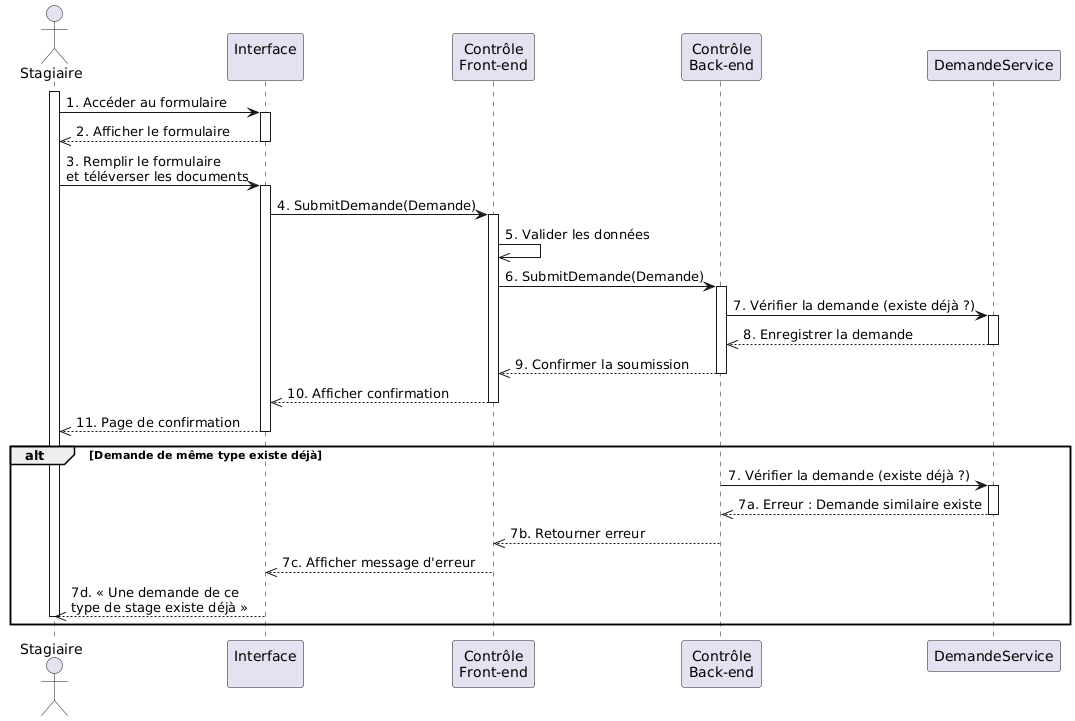 Stagiaire
Interface
Contrôle
Front-end
Contrôle
Back-end
DemandeService
1. Accéder au formulaire
2. Afficher le formulaire
3. Remplir le formulaire
et téléverser les documents
4. SubmitDemande(Demande)
5. Valider les données
6. SubmitDemande(Demande)
7. Vérifier la demande (existe déjà ?)
8. Enregistrer la demande
9. Confirmer la soumission
10. Afficher confirmation
11. Page de confirmation
alt [Demande de même type existe déjà]
7. Vérifier la demande (existe déjà ?)
7a. Erreur : Demande similaire existe
7b. Retourner erreur
7c. Afficher message d'erreur
7d. « Une demande de ce
type de stage existe déjà »
Stagiaire
Interface
Contrôle
Front-end
Contrôle
Back-end
DemandeService